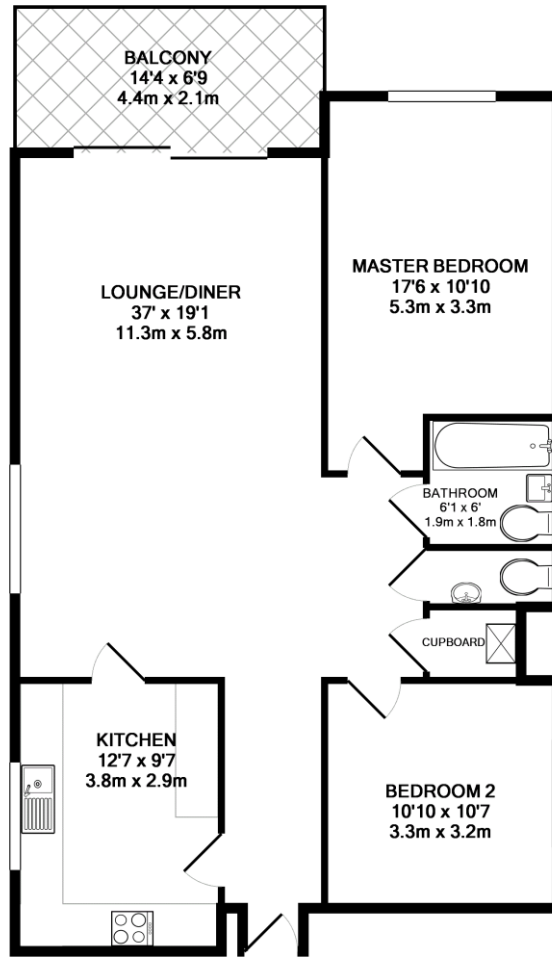 BALCONY
14'4 x 6'9
4.4m x 2.1m
MASTER BEDROOM
17'6 x 10'10
5.3m x 3.3m
LOUNGE/DINER
37' x 19'1
11.3m x 5.8m
BATHROOM
6'1 x 6'
1.9m x 1.8m
CUPBOARD
KITCHEN
12'7 x 9'7
3.8m x 2.9m
BEDROOM 2
10'10 x 10'7
3.3m x 3.2m